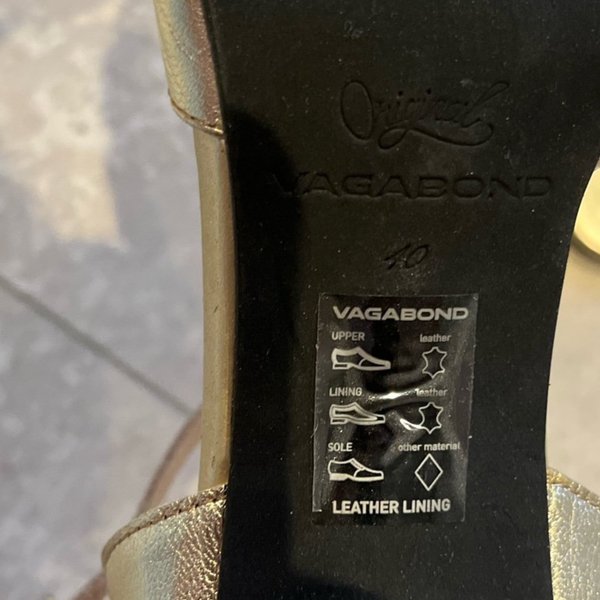 Original
VAGABOND
40
VAGABOND
UPPER leather
LINING leather
SOLE other material
LEATHER LINING